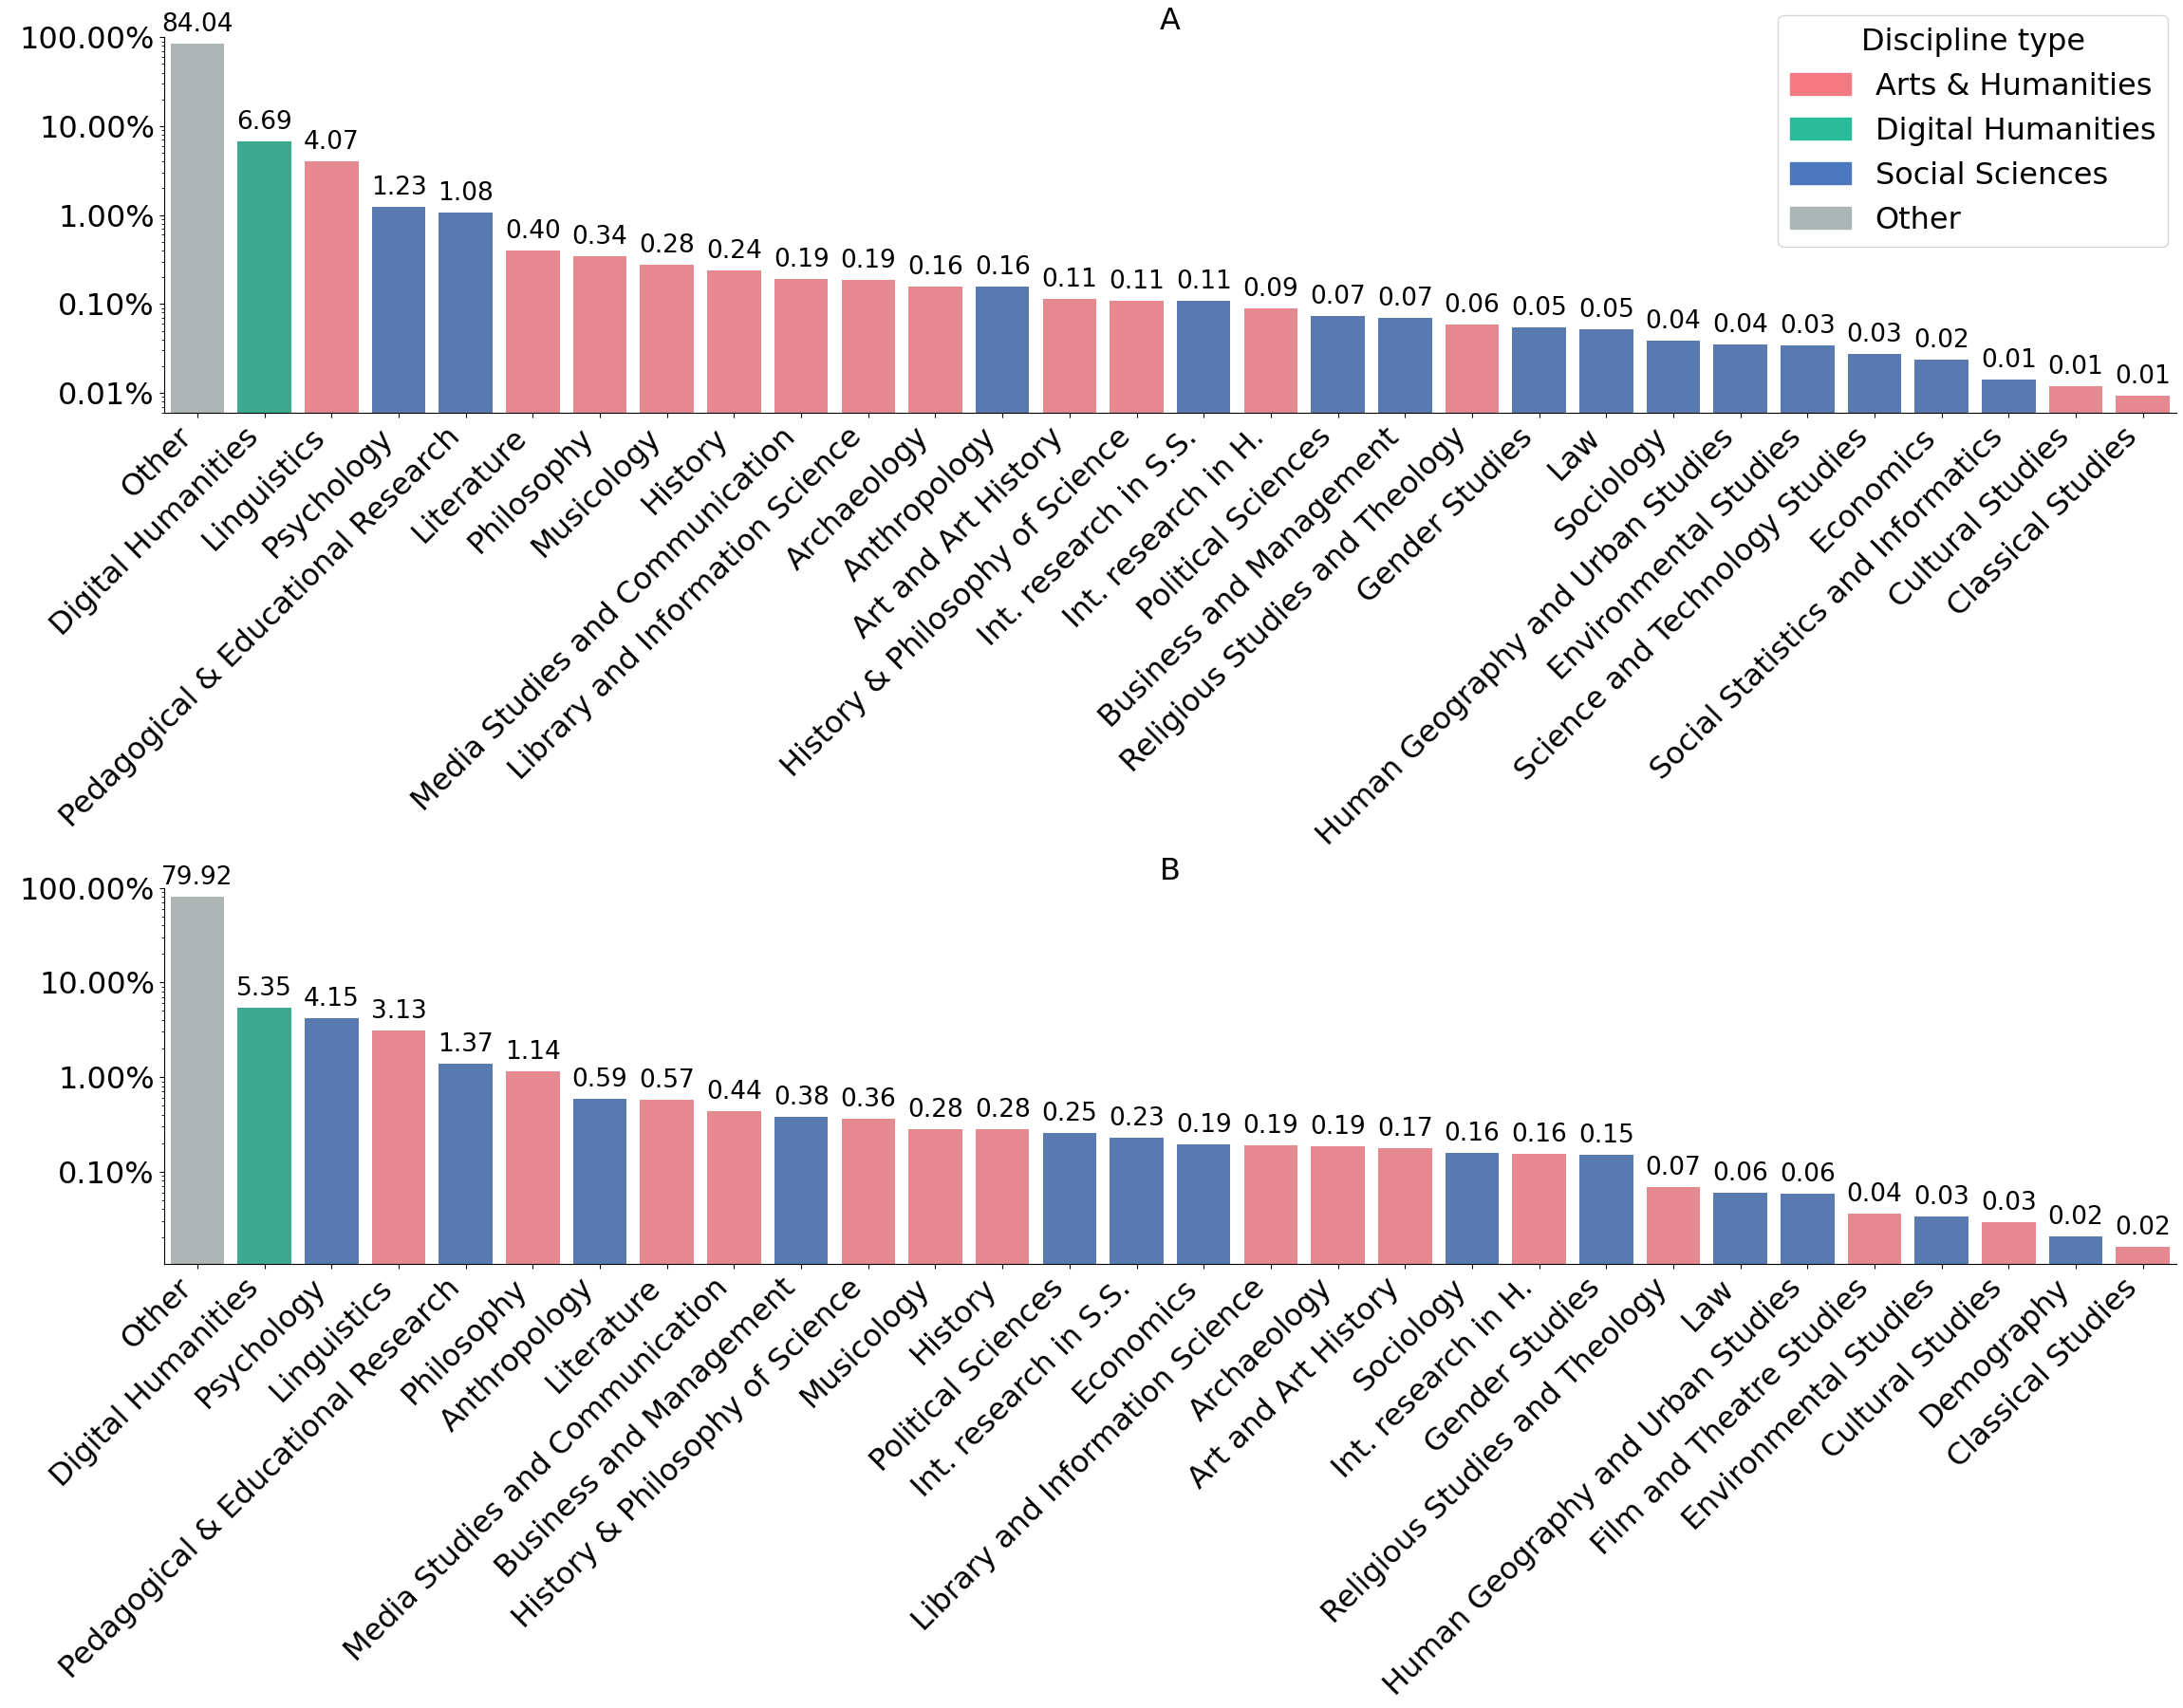 A
100.00%
10.00%
1.00%
0.10%
0.01%
84.04
6.69
4.07
1.23
1.08
0.40
0.34
0.28
0.24
0.19
0.19
0.16
0.16
0.11
0.11
0.11
0.09
0.07
0.07
0.06
0.05
0.05
0.04
0.04
0.03
0.03
0.02
0.01
0.01
0.01
Discipline type
Arts & Humanities
Digital Humanities
Social Sciences
Other
Other
Digital Humanities
Linguistics
Psychology
Pedagogical & Educational Research
Literature
Philosophy
Musicology
History
Media Studies and Communication
Library and Information Science
Archaeology
Anthropology
Art and Art History
History & Philosophy of Science
Int. research in S.S.
Int. research in H.
Political Sciences
Business and Management
Religious Studies and Theology
Gender Studies
Law
Sociology
Human Geography and Urban Studies
Environmental Studies
Science and Technology Studies
Economics
Social Statistics and Informatics
Cultural Studies
Classical Studies
B
100.00%
10.00%
1.00%
0.10%
79.92
5.35
4.15
3.13
1.37
1.14
0.59
0.57
0.44
0.38
0.36
0.28
0.28
0.25
0.23
0.19
0.19
0.19
0.17
0.16
0.16
0.15
0.07
0.06
0.06
0.04
0.03
0.03
0.02
0.02
Other
Digital Humanities
Psychology
Linguistics
Pedagogical & Educational Research
Philosophy
Anthropology
Literature
Media Studies and Communication
Business and Management
History & Philosophy of Science
Musicology
History
Political Sciences
Int. research in S.S.
Economics
Library and Information Science
Archaeology
Art and Art History
Sociology
Int. research in H.
Gender Studies
Religious Studies and Theology
Law
Human Geography and Urban Studies
Film and Theatre Studies
Environmental Studies
Cultural Studies
Demography
Classical Studies